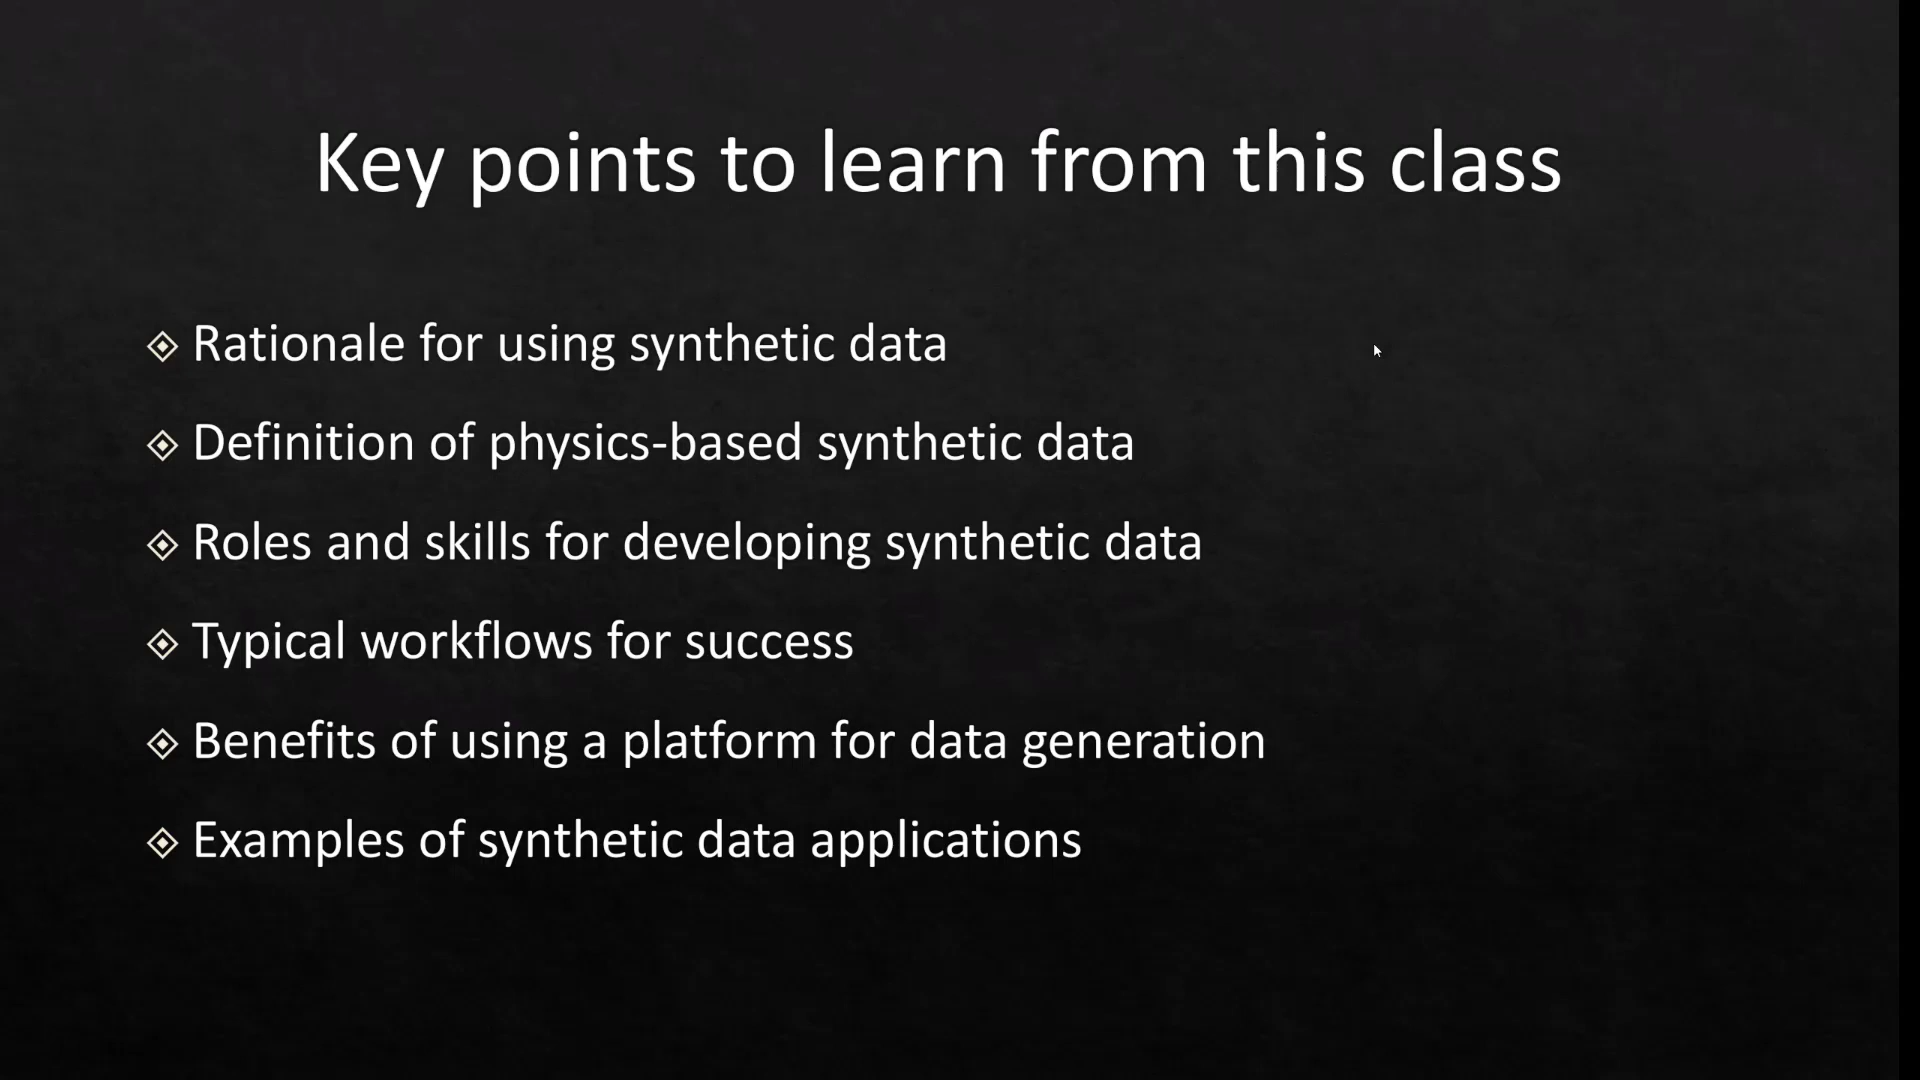 Key points to learn from this class
Rationale for using synthetic data
Definition of physics-based synthetic data
Roles and skills for developing synthetic data
Typical workflows for success
Benefits of using a platform for data generation
Examples of synthetic data applications